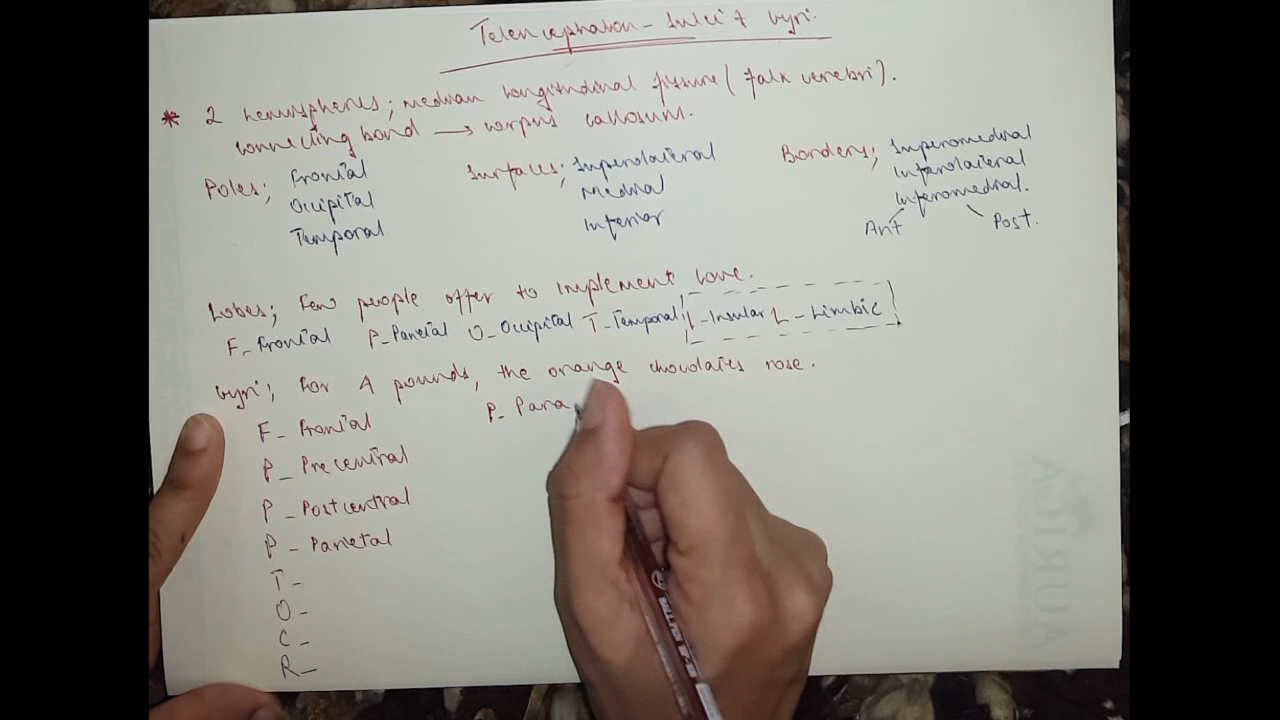 Telencephalon - Sulci & Gyri.
* 2 hemispheres; median longitudinal fissure (falx cerebri).
connecting band → corpus callosum.
Poles; Frontal
Occipital
Temporal
Surfaces; Superolateral
Medial
Inferior
Borders; Superomedial
Inferolateral
Inferomedial.
Ant Post.
Lobes; Few people offer to implement love.
F - Frontal P - Parietal O - Occipital T - Temporal I - Insular L - Limbic
Gyri; For 4 pounds, the orange chocolates rose.
F - Frontal
P - Precentral
P - Postcentral
P - Parietal
T -
O -
C -
R -
P - Para
AURICA